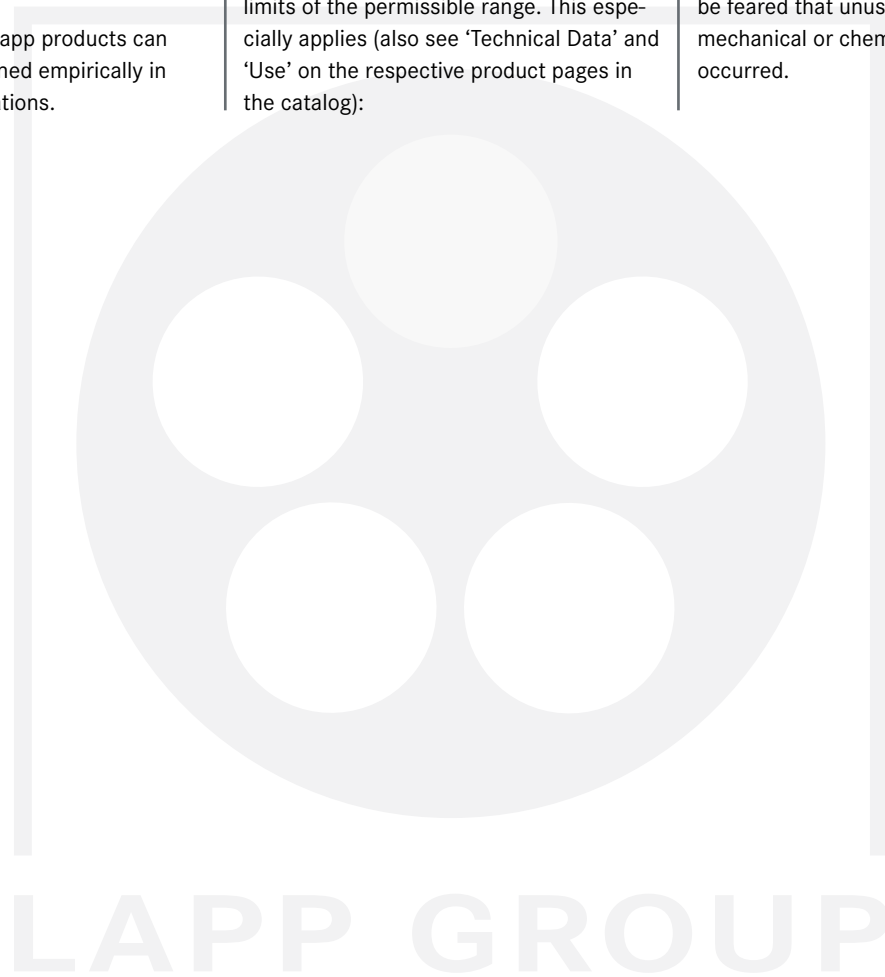 app products can
ned empirically in
tions.
limits of the permissible range. This espe-
cially applies (also see ‘Technical Data’ and
‘Use’ on the respective product pages in
the catalog):
be feared that unus
mechanical or chem
occurred.
LAPP GROUP